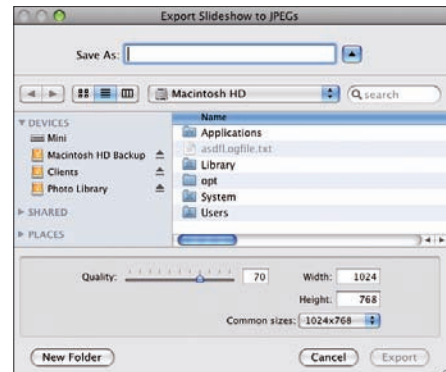 Export Slideshow to JPEGs
Save As:
Macintosh HD
search
▼ DEVICES
Mini
Macintosh HD Backup
Clients
Photo Library
▶ SHARED
▶ PLACES
Name
Applications
asdfLogfile.txt
Library
opt
System
Users
Quality: 70
Width: 1024
Height: 768
Common sizes: 1024x768
New Folder
Cancel
Export